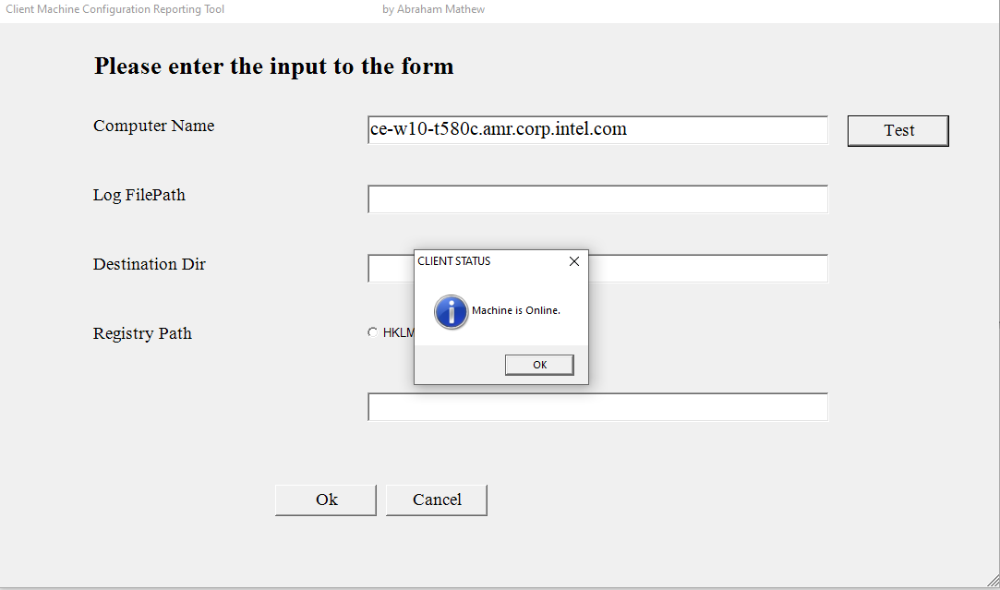 Client Machine Configuration Reporting Tool by Abraham Mathew
Please enter the input to the form
Computer Name ce-w10-t580c.amr.corp.intel.com Test
Log FilePath
Destination Dir
CLIENT STATUS
Machine is Online.
OK
Registry Path HKLM
Ok Cancel